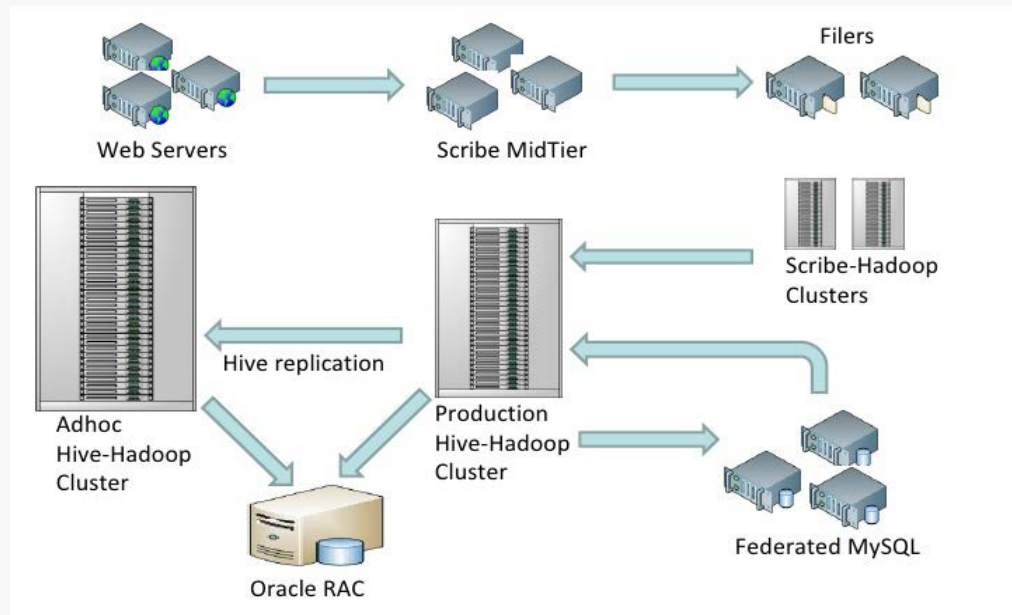 Filers
Web Servers
Scribe MidTier
Scribe-Hadoop
Clusters
Hive replication
Adhoc
Hive-Hadoop
Cluster
Production
Hive-Hadoop
Cluster
Federated MySQL
Oracle RAC